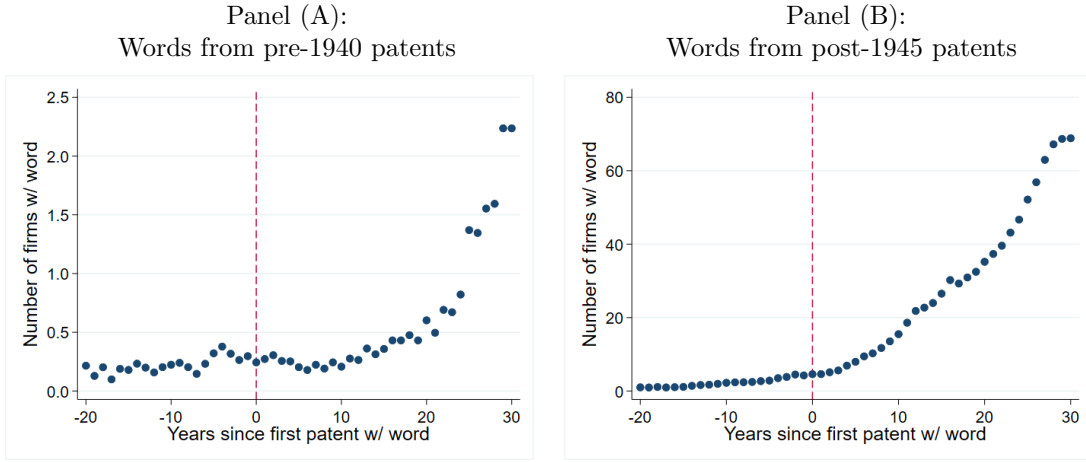 Panel (A):
Words from pre-1940 patents
2.5
2.0
1.5
1.0
0.5
0.0
Number of firms w/ word
-20 -10 0 10 20 30
Years since first patent w/ word
Panel (B):
Words from post-1945 patents
80
60
40
20
0
Number of firms w/ word
-20 -10 0 10 20 30
Years since first patent w/ word